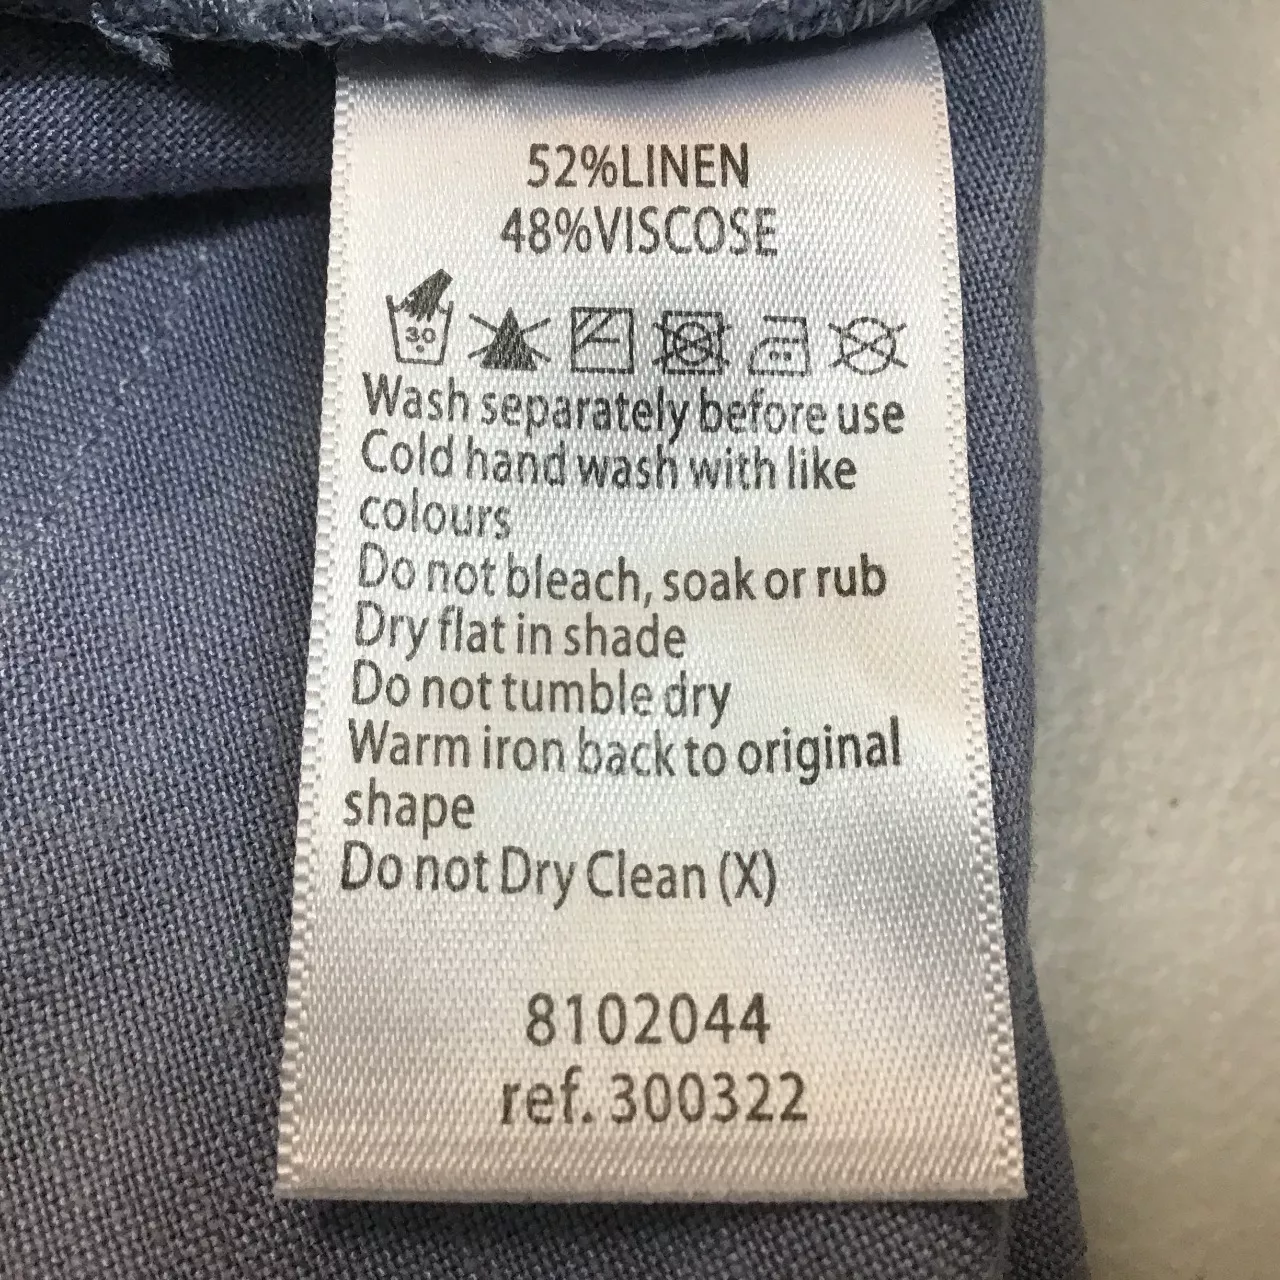 52%LINEN
48%VISCOSE
30
Wash separately before use
Cold hand wash with like
colours
Do not bleach, soak or rub
Dry flat in shade
Do not tumble dry
Warm iron back to original
shape
Do not Dry Clean (X)
8102044
ref. 300322